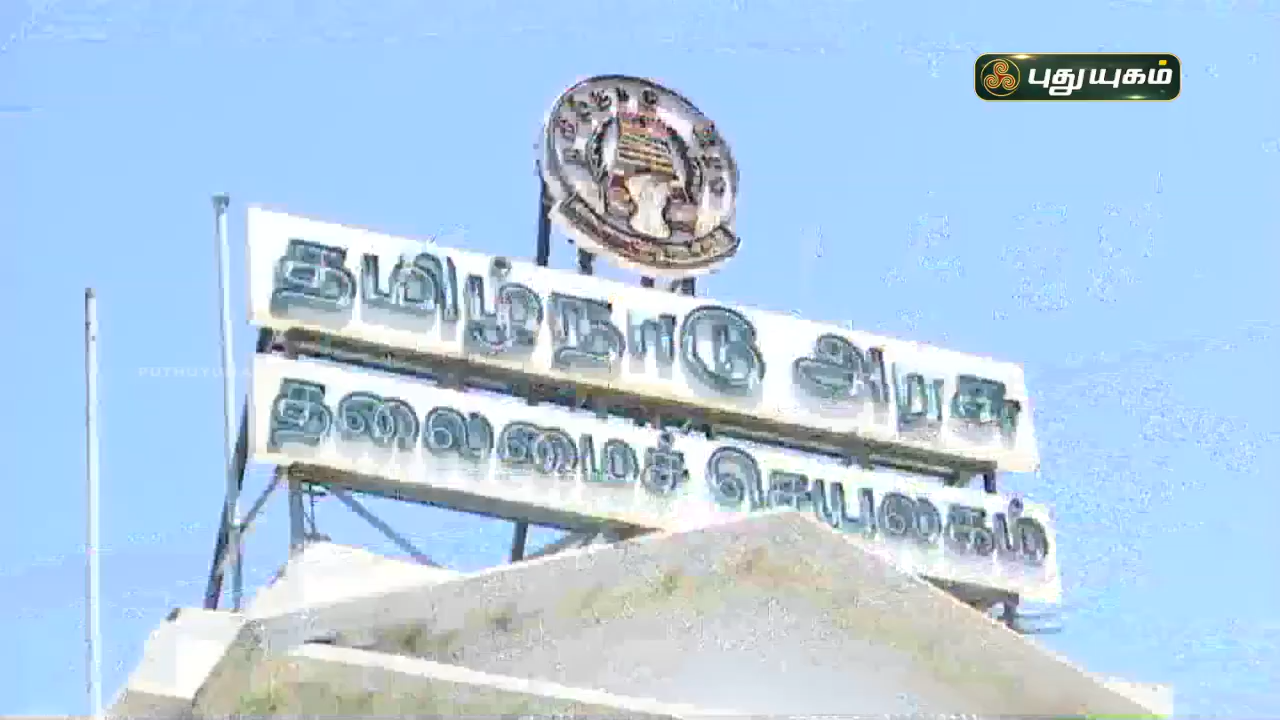 புதுயுகம்
தமிழ்நாடு அரசு
தலைமைச் செயலகம்